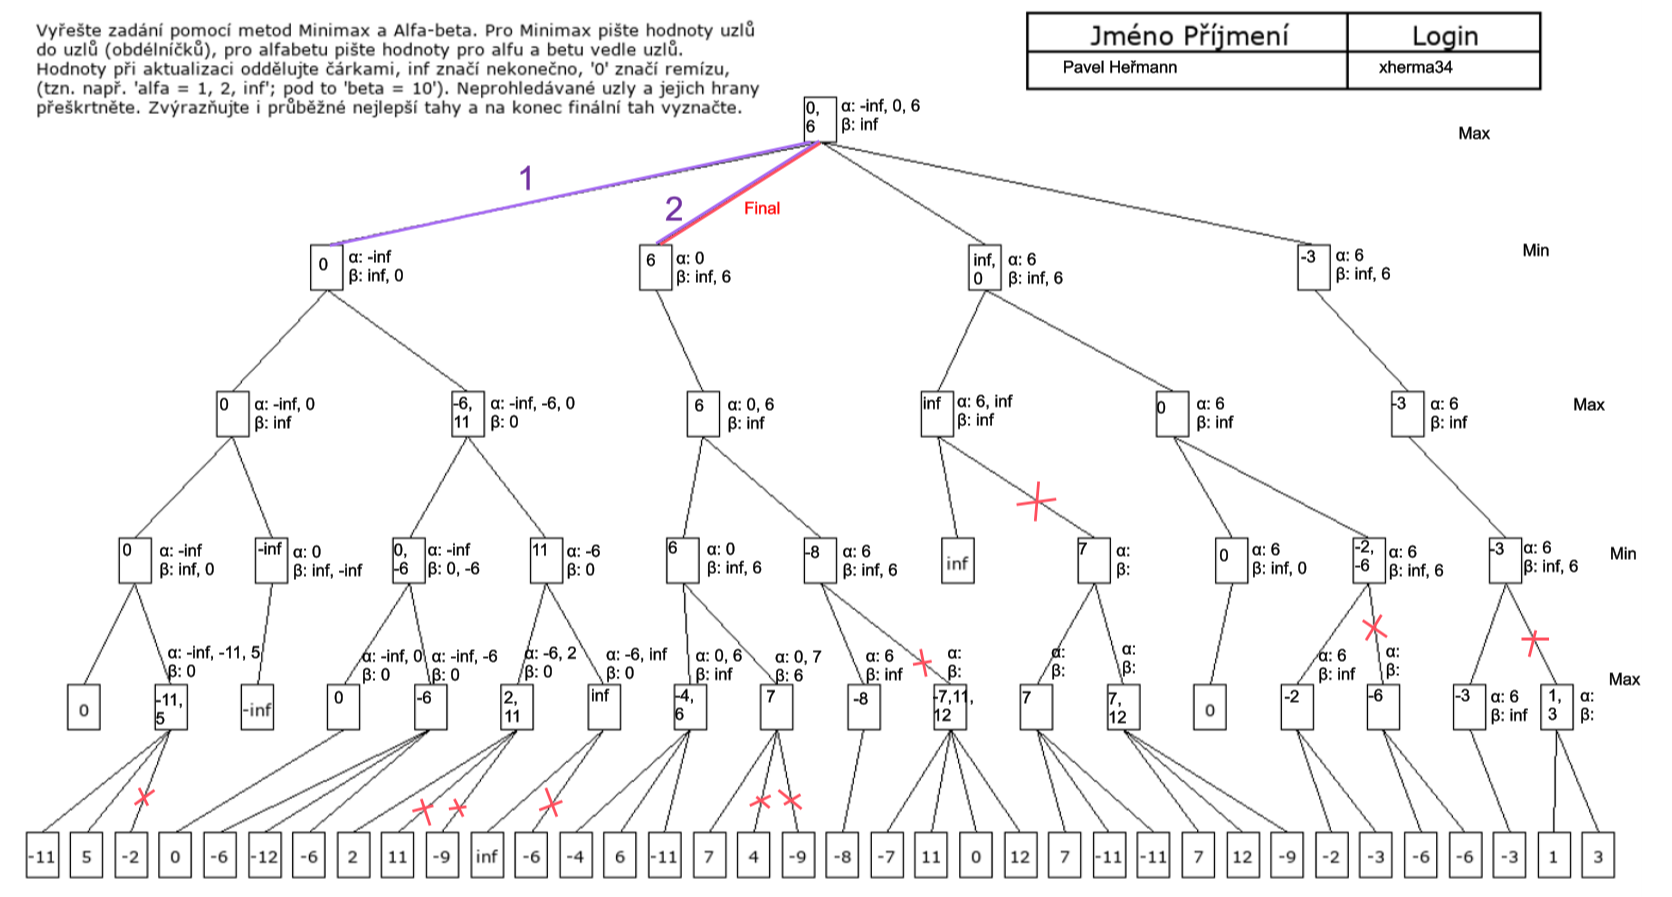 Vyřešte zadání pomocí metod Minimax a Alfa-beta. Pro Minimax pište hodnoty uzlů
do uzlů (obdélníčků), pro alfabetu pište hodnoty pro alfu a betu vedle uzlů.
Hodnoty při aktualizaci oddělujte čárkami, inf značí nekonečno, '0' značí remízu,
(tzn. např. 'alfa = 1, 2, inf'; pod to 'beta = 10'). Neprohledávané uzly a jejich hrany
přeškrtněte. Zvýrazňujte i průběžné nejlepší tahy a na konec finální tah vyznačte.
Jméno Příjmení Login
Pavel Heřmann xherma34
0, α: -inf, 0, 6
6 β: inf
Max
1
2
Final
0 α: -inf
β: inf, 0
6 α: 0
β: inf, 6
inf, α: 6
0 β: inf, 6
-3 α: 6
β: inf, 6
Min
0 α: -inf, 0
β: inf
-6, α: -inf, -6, 0
11 β: 0
6 α: 0, 6
β: inf
inf α: 6, inf
β: inf
0 α: 6
β: inf
-3 α: 6
β: inf
Max
0 α: -inf
β: inf, 0
-inf α: 0
β: inf, -inf
0, α: -inf
-6 β: 0, -6
11 α: -6
β: 0
6 α: 0
β: inf, 6
-8 α: 6
β: inf, 6
inf
7 α:
β:
0 α: 6
β: inf, 0
-2, α: 6
-6 β: inf, 6
-3 α: 6
β: inf, 6
Min
0
α: -inf, -11, 5
β: 0
-11,
5
-inf
α: -inf, 0
β: 0
0
α: -inf, -6
β: 0
-6
α: -6, 2
β: 0
2,
11
α: -6, inf
β: 0
inf
α: 0, 6
β: inf
-4,
6
α: 0, 7
β: 6
7
α: 6
β: inf
-8
α:
β:
-7,11,
12
α:
β:
7
α:
β:
7,
12
0
α: 6
β: inf
-2
α:
β:
-6
-3 α: 6
β: inf
1, α:
3 β:
Max
-11 5 -2 0 -6 -12 -6 2 11 -9 inf -6 -4 6 -11 7 4 -9 -8 -7 11 0 12 7 -11 -11 7 12 -9 -2 -3 -6 -6 -3 1 3